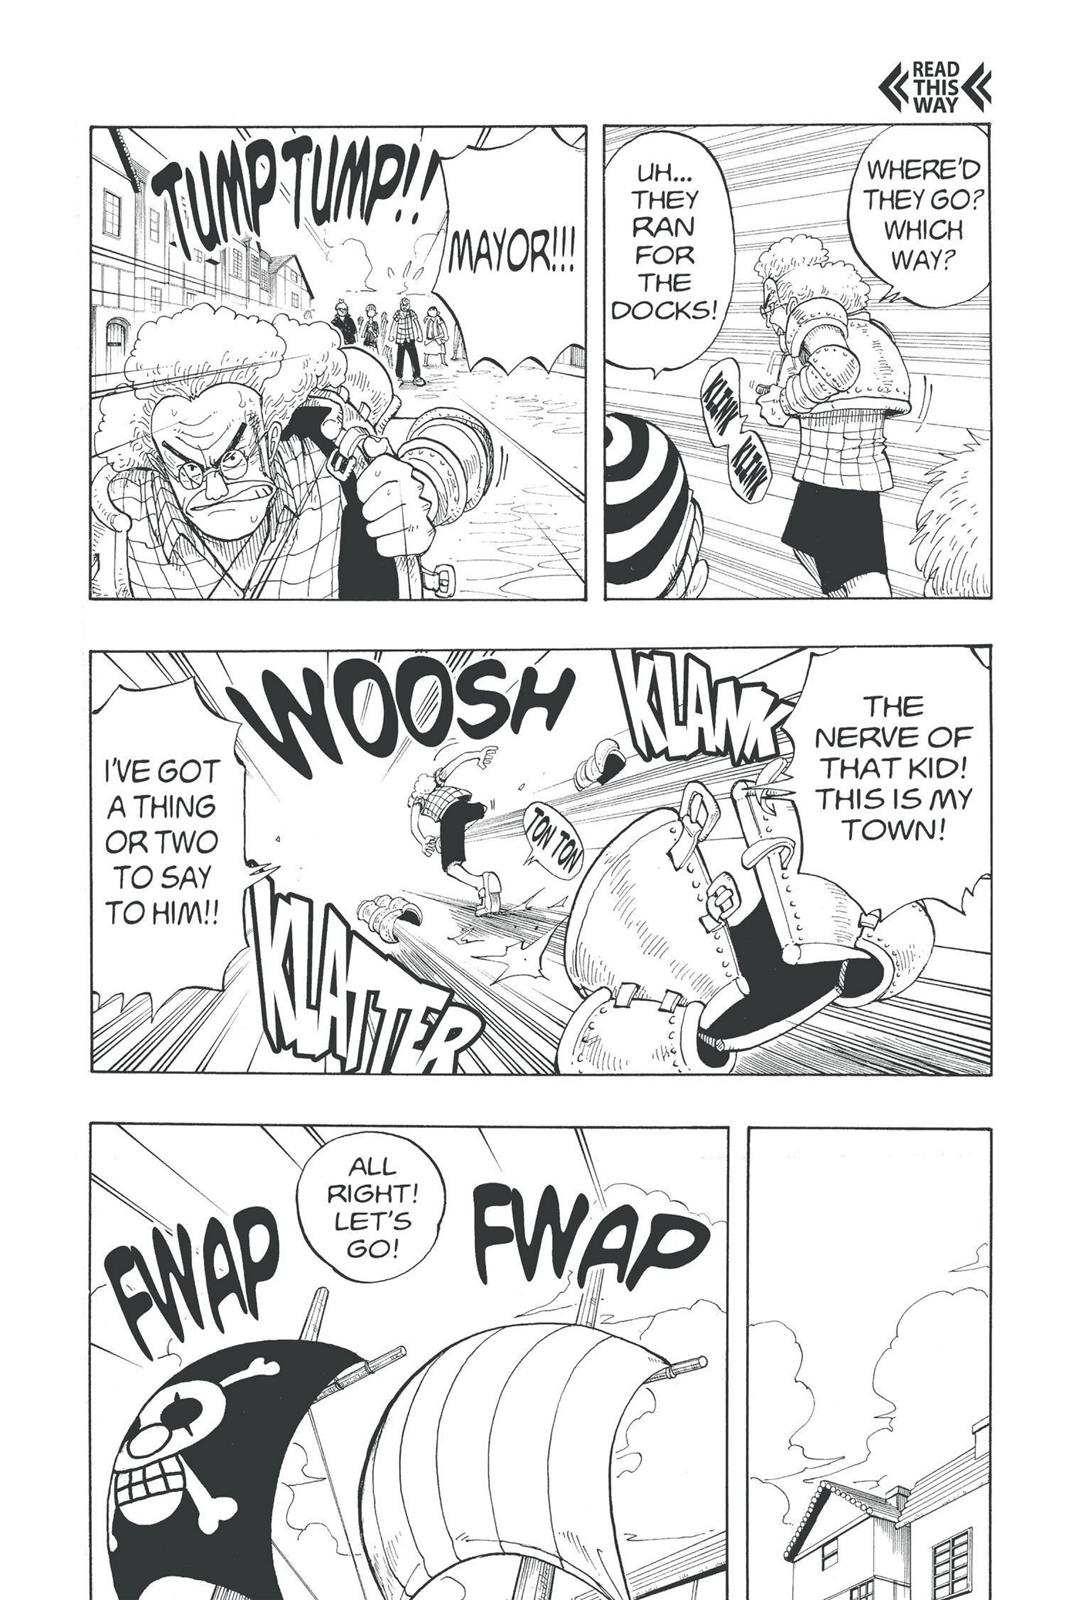 READ
THIS
WAY
WHERE'D
THEY GO?
WHICH
WAY?
UH...
THEY
RAN
FOR
THE
DOCKS!
MAYOR!!!
TUMP TUMP!!
THE
NERVE OF
THAT KID!
THIS IS MY
TOWN!
KLANK
WOOSH
TON TON
KLATTER
I'VE GOT
A THING
OR TWO
TO SAY
TO HIM!!
FWAP
ALL
RIGHT!
LET'S
GO!
FWAP